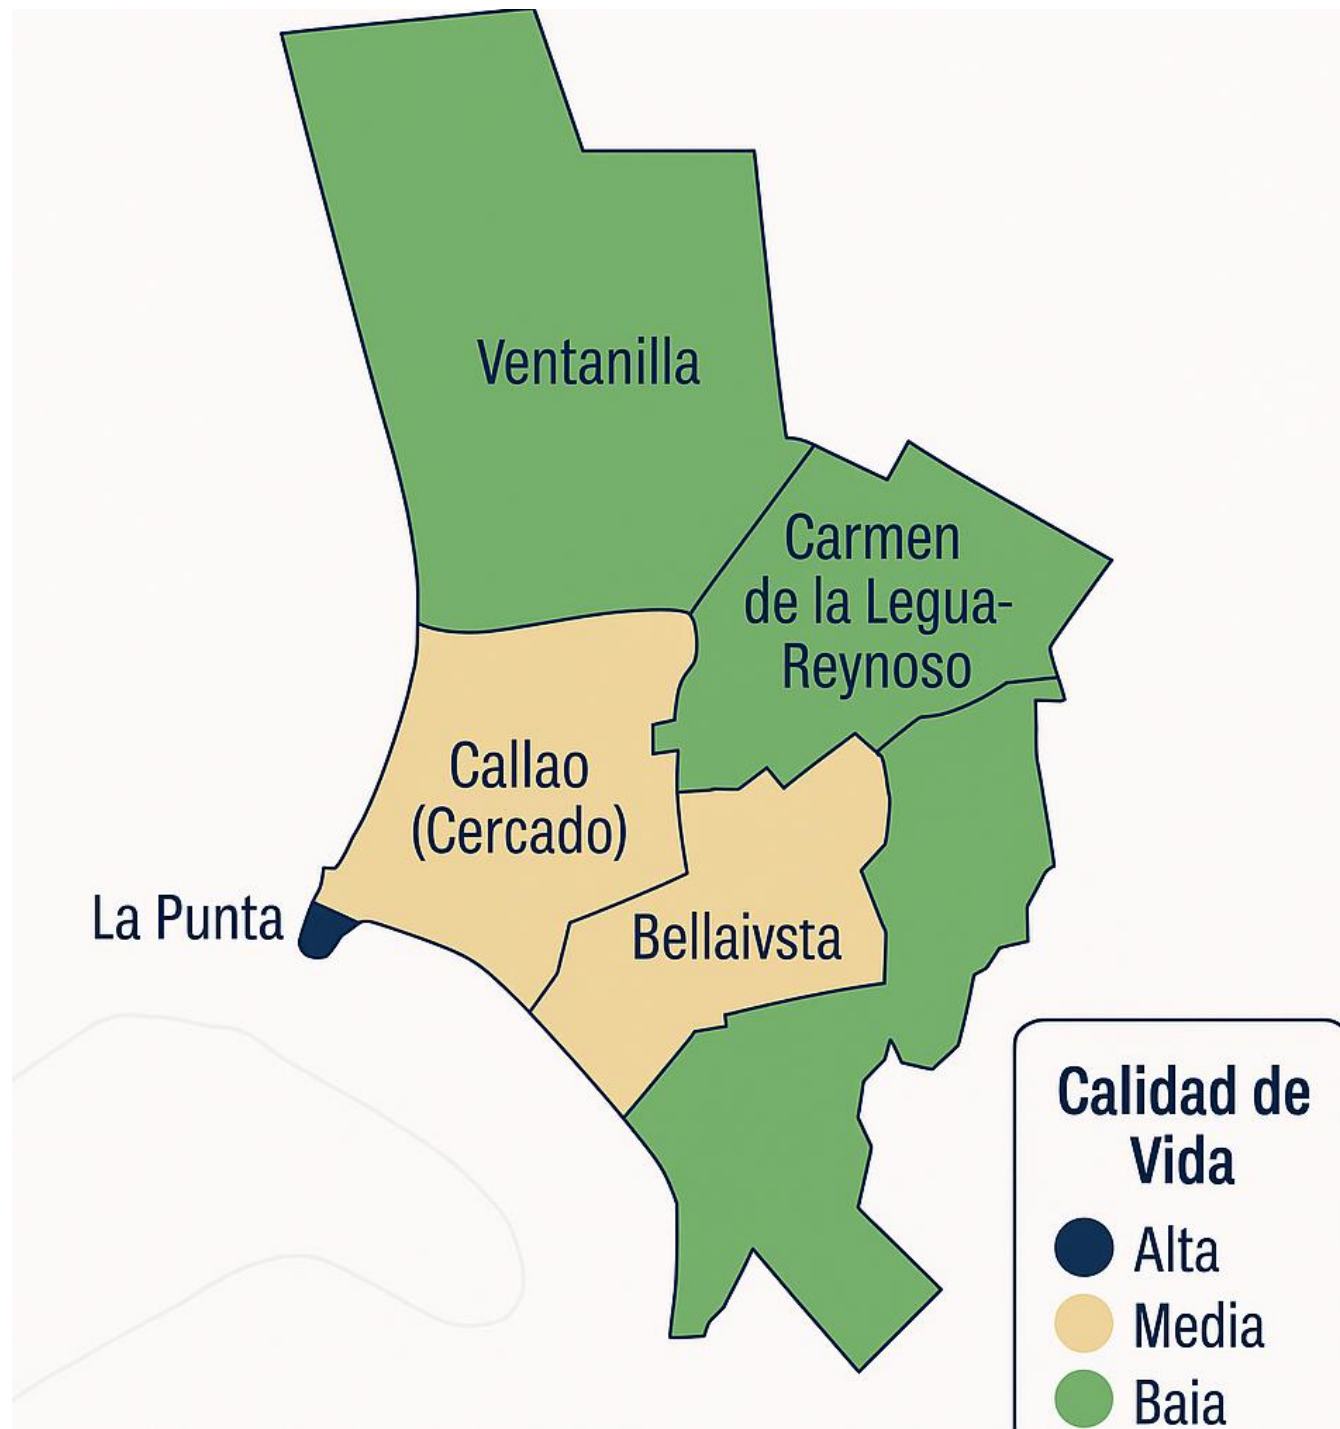 Ventanilla
Carmen
de la Legua-
Reynoso
Callao
(Cercado)
La Punta
Bellaivsta
Calidad de
Vida
Alta
Media
Baia